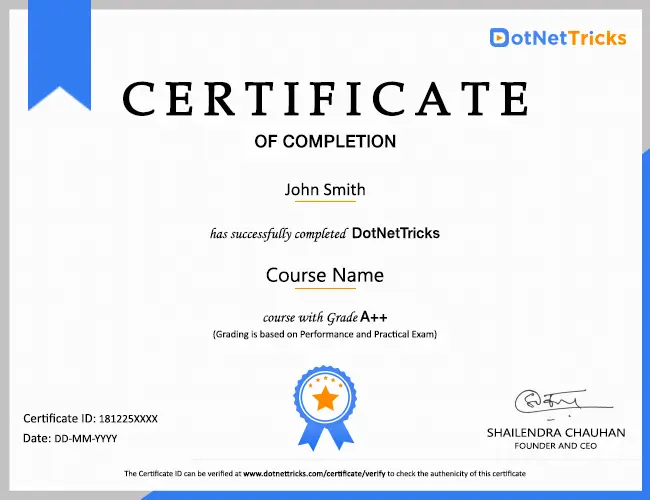 DotNetTricks
CERTIFICATE
OF COMPLETION
John Smith
has successfully completed DotNetTricks
Course Name
course with Grade A++
(Grading is based on Performance and Practical Exam)
Certificate ID: 181225XXXX
Date: DD-MM-YYYY
SHAILENDRA CHAUHAN
FOUNDER AND CEO
The Certificate ID can be verified at www.dotnettricks.com/certificate/verify to check the authenicity of this certificate